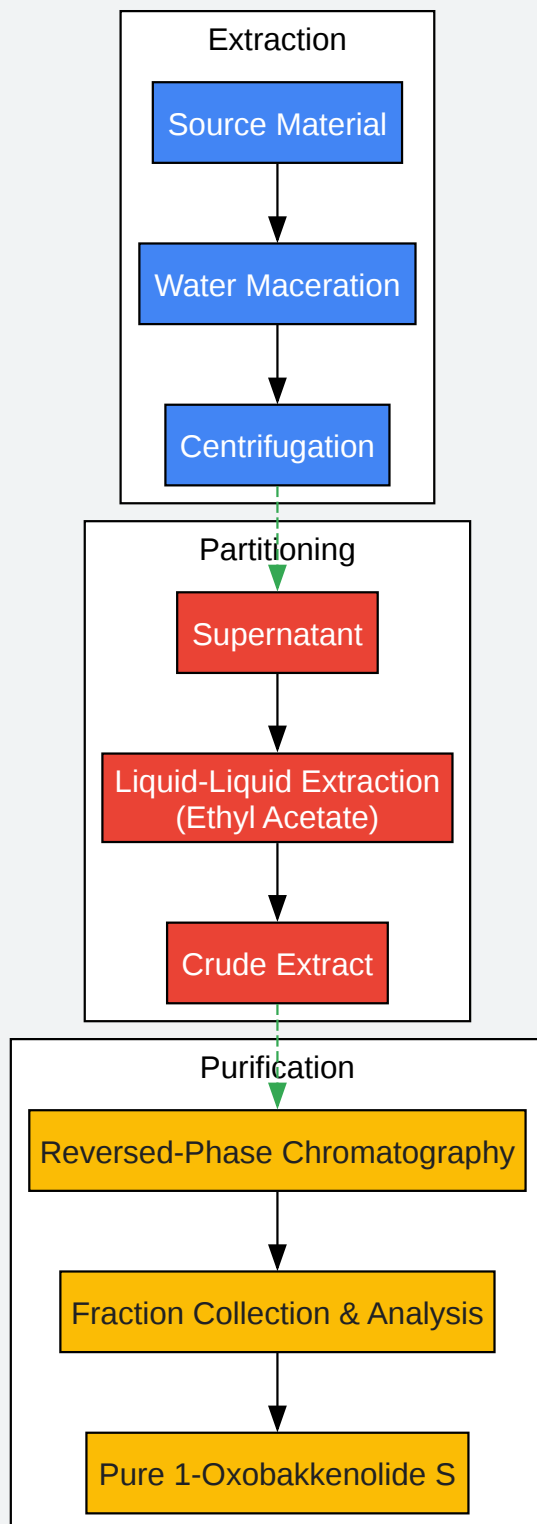 Extraction
Source Material
Water Maceration
Centrifugation
Partitioning
Supernatant
Liquid-Liquid Extraction
(Ethyl Acetate)
Crude Extract
Purification
Reversed-Phase Chromatography
Fraction Collection & Analysis
Pure 1-Oxobakkenolide S